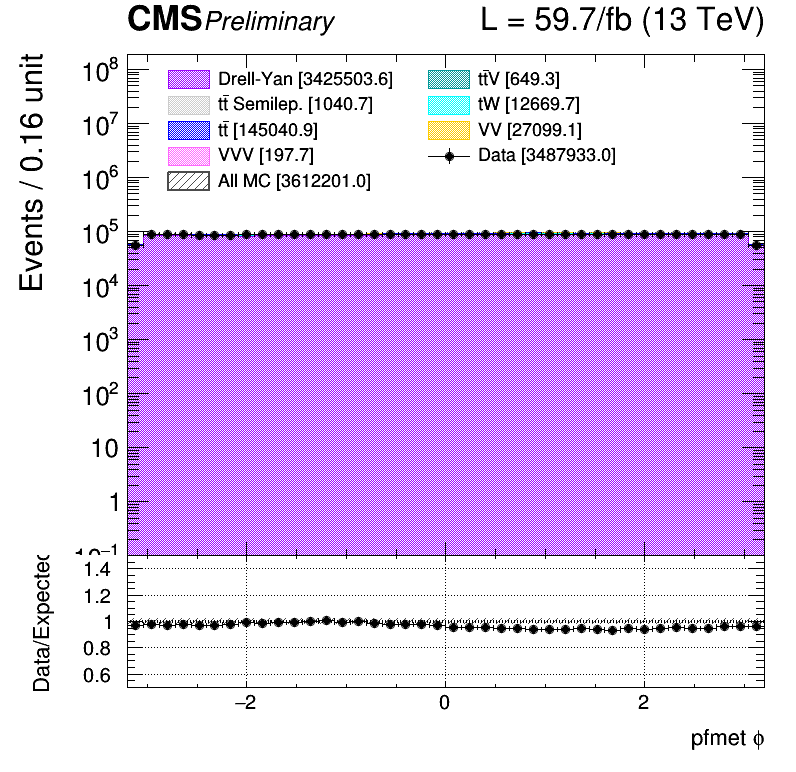 CMS Preliminary L = 59.7/fb (13 TeV)
Events / 0.16 unit
10⁸
10⁷
10⁶
10⁵
10⁴
10³
10²
10
1
10⁻¹
Drell-Yan [3425503.6]
tt̄ Semilep. [1040.7]
tt̄ [145040.9]
VVV [197.7]
All MC [3612201.0]
tt̄V [649.3]
tW [12669.7]
VV [27099.1]
Data [3487933.0]
Data/Expected
1.4
1.2
1
0.8
0.6
−2 0 2
pfmet ϕ